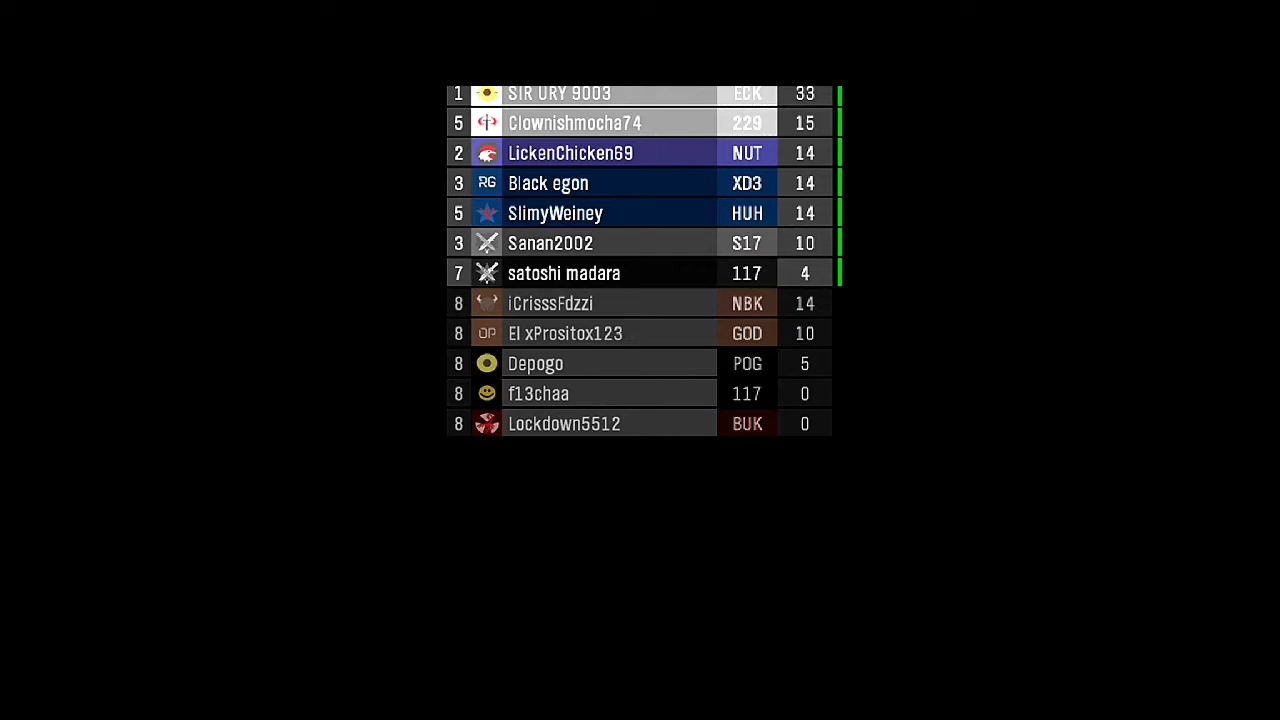 1 SIR URY 9003 ECK 33
5 Clownishmocha74 229 15
2 LickenChicken69 NUT 14
3 RG Black egon XD3 14
5 SlimyWeiney HUH 14
3 Sanan2002 S17 10
7 satoshi madara 117 4
8 iCrisssFdzzi NBK 14
8 OP El xPrositox123 GOD 10
8 Depogo POG 5
8 f13chaa 117 0
8 Lockdown5512 BUK 0